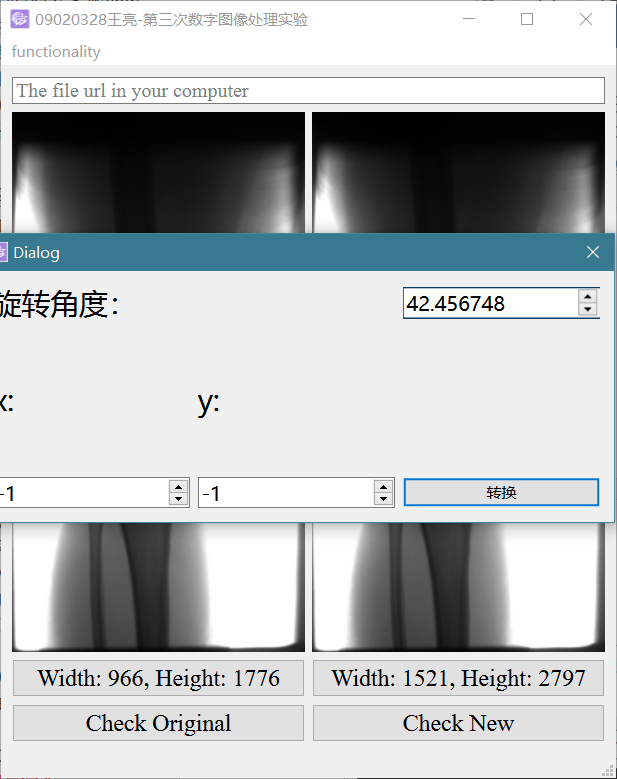 09020328王亮-第三次数字图像处理实验
functionality
The file url in your computer
Dialog
旋转角度:
42.456748
x:
y:
-1
-1
转换
Width: 966, Height: 1776
Width: 1521, Height: 2797
Check Original
Check New